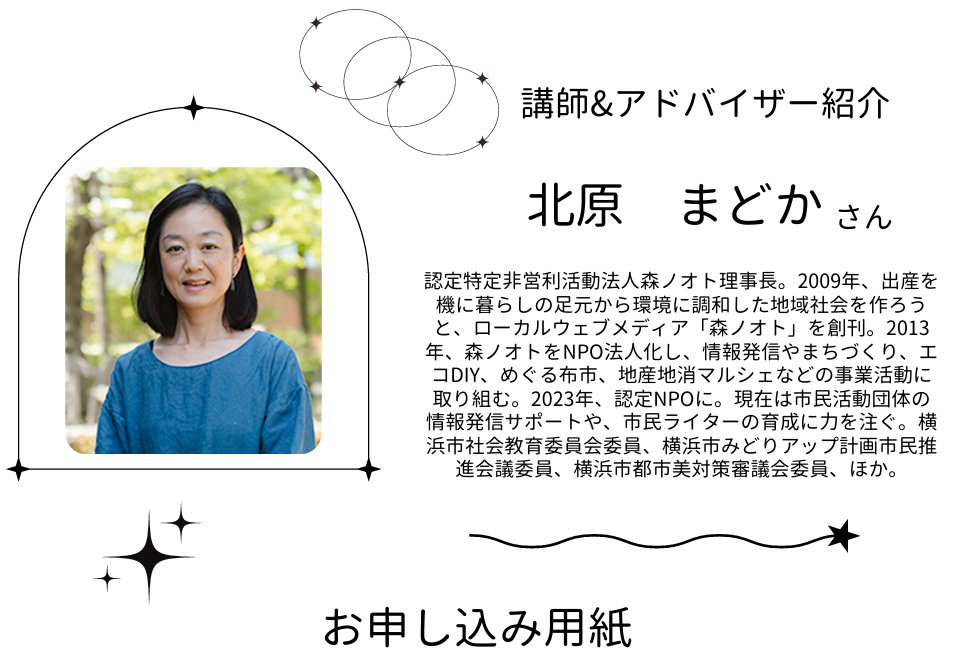 講師&アドバイザー紹介
北原　まどか さん
認定特定非営利活動法人森ノオト理事長。2009年、出産を
機に暮らしの足元から環境に調和した地域社会を作ろう
と、ローカルウェブメディア「森ノオト」を創刊。2013
年、森ノオトをNPO法人化し、情報発信やまちづくり、エ
コDIY、めぐる布市、地産地消マルシェなどの事業活動に
取り組む。2023年、認定NPOに。現在は市民活動団体の
情報発信サポートや、市民ライターの育成に力を注ぐ。横
浜市社会教育委員会委員、横浜市みどりアップ計画市民推
進会議委員、横浜市都市美対策審議会委員、ほか。
お申し込み用紙